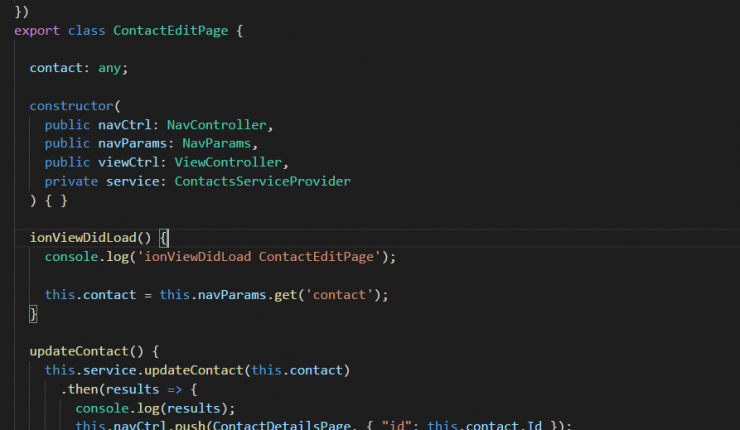 })
export class ContactEditPage {
contact: any;
constructor(
public navCtrl: NavController,
public navParams: NavParams,
public viewCtrl: ViewController,
private service: ContactsServiceProvider
) { }
ionViewDidLoad() {
console.log('ionViewDidLoad ContactEditPage');
this.contact = this.navParams.get('contact');
}
updateContact() {
this.service.updateContact(this.contact)
.then(results => {
console.log(results);
this.navCtrl.push(ContactDetailsPage, { "id": this.contact.Id });